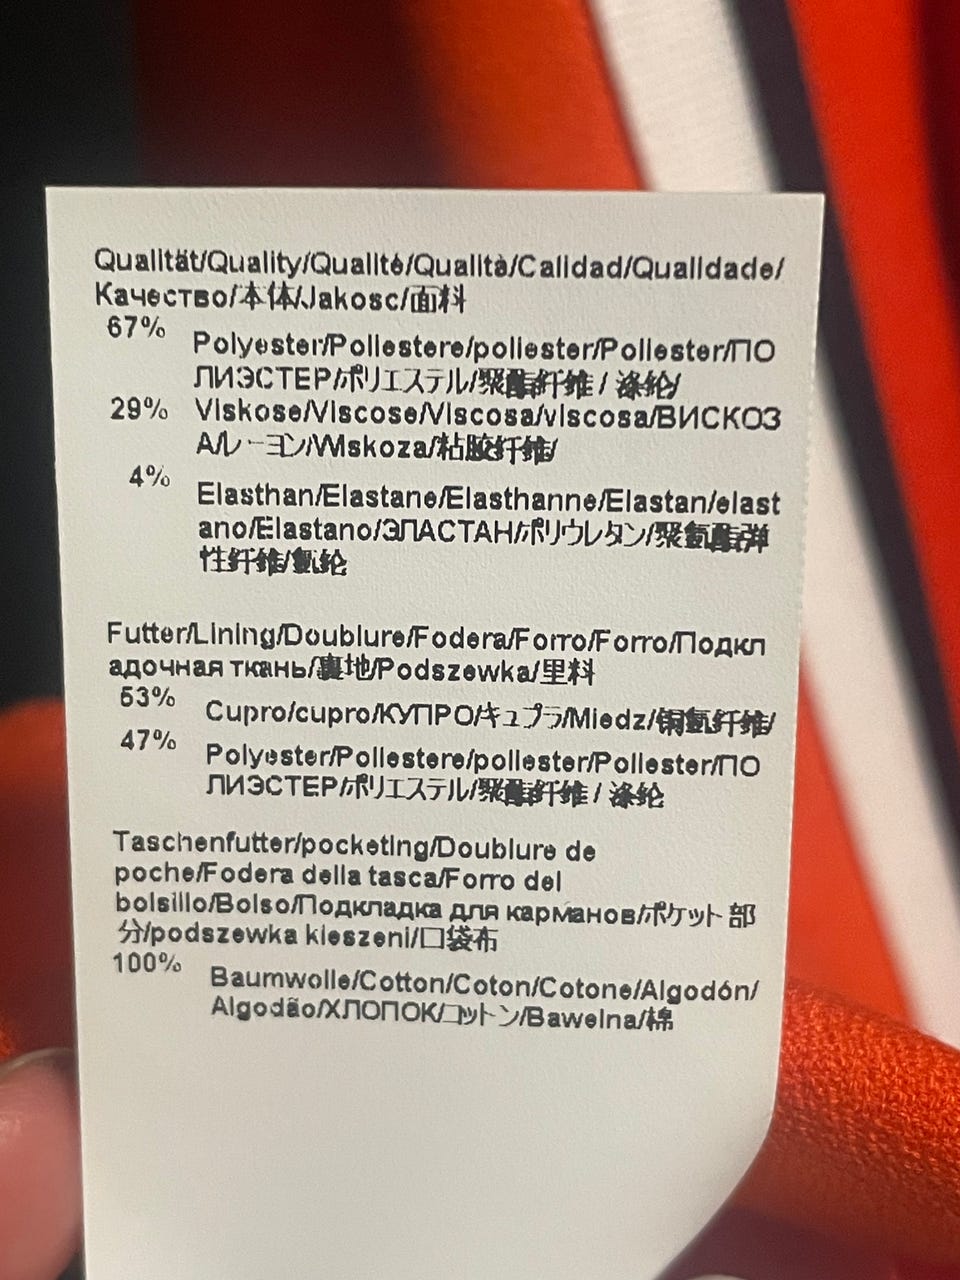 Qualität/Quality/Qualité/Qualità/Calidad/Qualidade/
Качество/本体/Jakosc/面料
67%
Polyester/Poliestere/poliester/Poliester/ПО
ЛИЭСТЕР/ポリエステル/聚酯纤维 / 涤纶/
29% Viskose/Viscose/Viscosa/viscosa/ВИСКОЗ
А/レーヨン/Wiskoza/粘胶纤维/
4%
Elasthan/Elastane/Elasthanne/Elastan/elast
ano/Elastano/ЭЛАСТАН/ポリウレタン/聚氨酯弹
性纤维/氨纶
Futter/Lining/Doublure/Fodera/Forro/Forro/Подкл
адочная ткань/裏地/Podszewka/里料
53%
Cupro/cupro/КУПРО/キュプラ/Miedz/铜氨纤维/
47%
Polyester/Poliestere/poliester/Poliester/ПО
ЛИЭСТЕР/ポリエステル/聚酯纤维 / 涤纶
Taschenfutter/pocketing/Doublure de
poche/Fodera della tasca/Forro del
bolsillo/Bolso/Подкладка для карманов/ポケット部
分/podszewka kieszeni/口袋布
100%
Baumwolle/Cotton/Coton/Cotone/Algodón/
Algodão/ХЛОПОК/コットン/Bawelna/棉